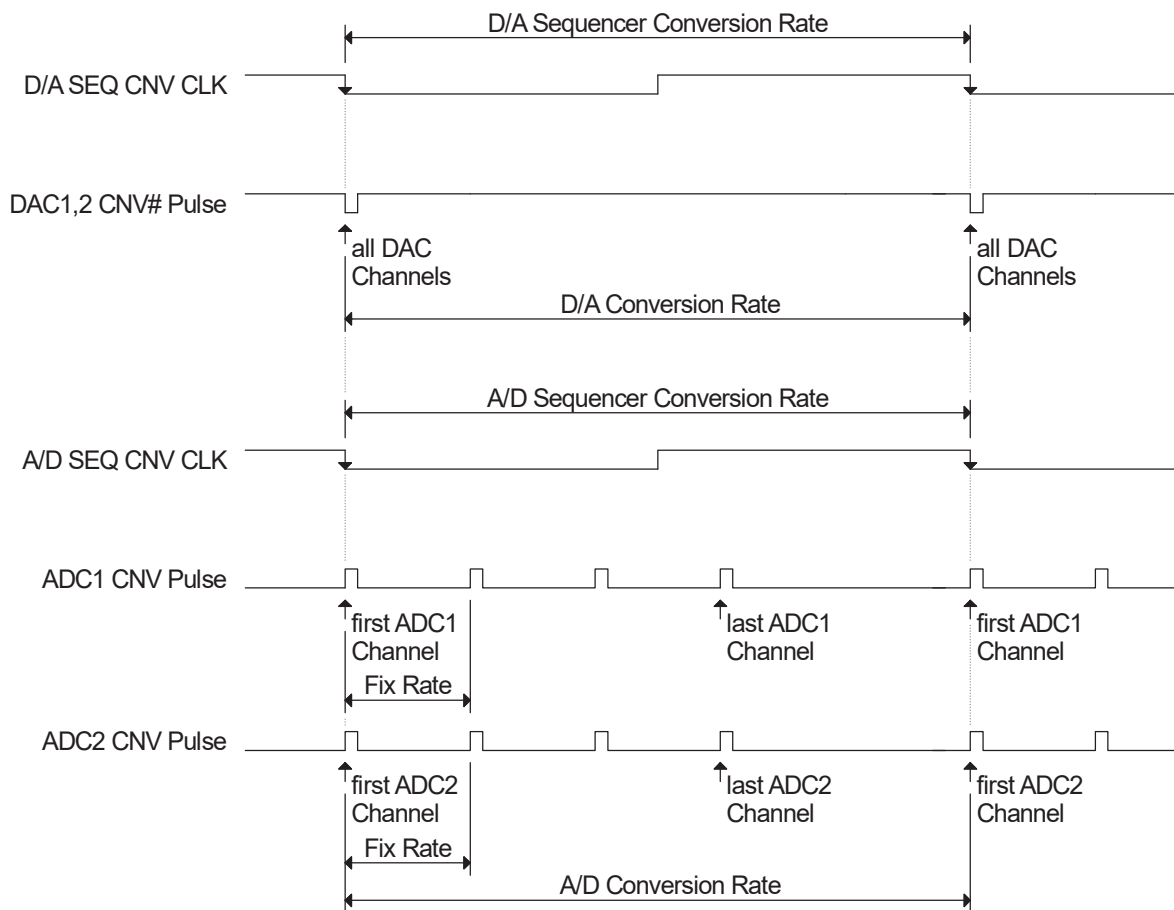 D/A Sequencer Conversion Rate
D/A SEQ CNV CLK
DAC1,2 CNV# Pulse
all DAC
Channels
all DAC
Channels
D/A Conversion Rate
A/D Sequencer Conversion Rate
A/D SEQ CNV CLK
ADC1 CNV Pulse
first ADC1
Channel
last ADC1
Channel
first ADC1
Channel
Fix Rate
ADC2 CNV Pulse
first ADC2
Channel
last ADC2
Channel
first ADC2
Channel
Fix Rate
A/D Conversion Rate